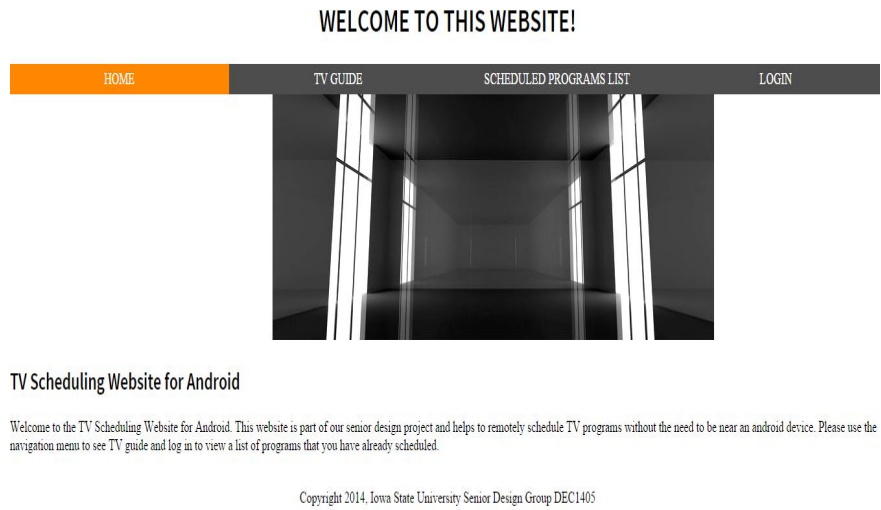 WELCOME TO THIS WEBSITE!
HOME TV GUIDE SCHEDULED PROGRAMS LIST LOGIN
TV Scheduling Website for Android
Welcome to the TV Scheduling Website for Android. This website is part of our senior design project and helps to remotely schedule TV programs without the need to be near an android device. Please use the
navigation menu to see TV guide and log in to view a list of programs that you have already scheduled.
Copyright 2014, Iowa State University Senior Design Group DEC1405